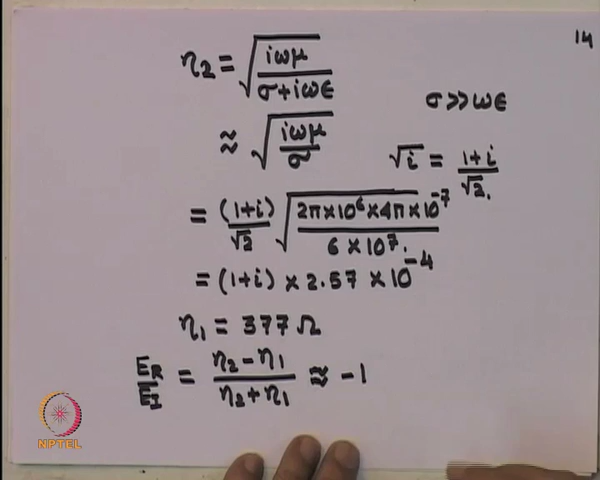 14
η₂ = √(iωμ / (σ + iωε))
σ >> ωε
≈ √(iωμ / σ)
√i = (1+i) / √2.
= (1+i)/√2 √(2π × 10⁶ × 4π × 10⁻⁷ / 6 × 10⁷.)
= (1+i) × 2.57 × 10⁻⁴
η₁ = 377 Ω
E_R / E_I = (η₂ - η₁) / (η₂ + η₁) ≈ -1
NPTEL